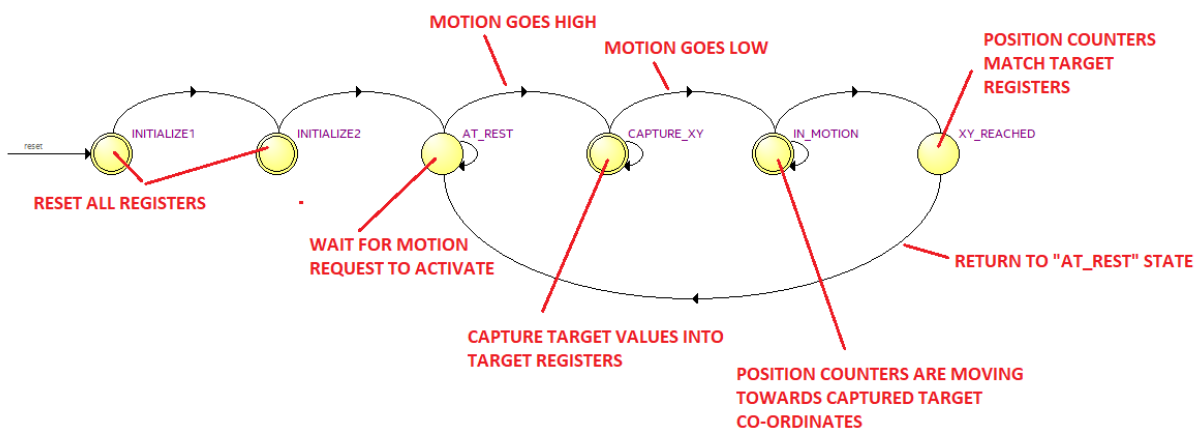 MOTION GOES HIGH
MOTION GOES LOW
POSITION COUNTERS
MATCH TARGET
REGISTERS
reset
INITIALIZE1
INITIALIZE2
AT_REST
CAPTURE_XY
IN_MOTION
XY_REACHED
RESET ALL REGISTERS
-
WAIT FOR MOTION
REQUEST TO ACTIVATE
RETURN TO "AT_REST" STATE
CAPTURE TARGET VALUES INTO
TARGET REGISTERS
POSITION COUNTERS ARE MOVING
TOWARDS CAPTURED TARGET
CO-ORDINATES